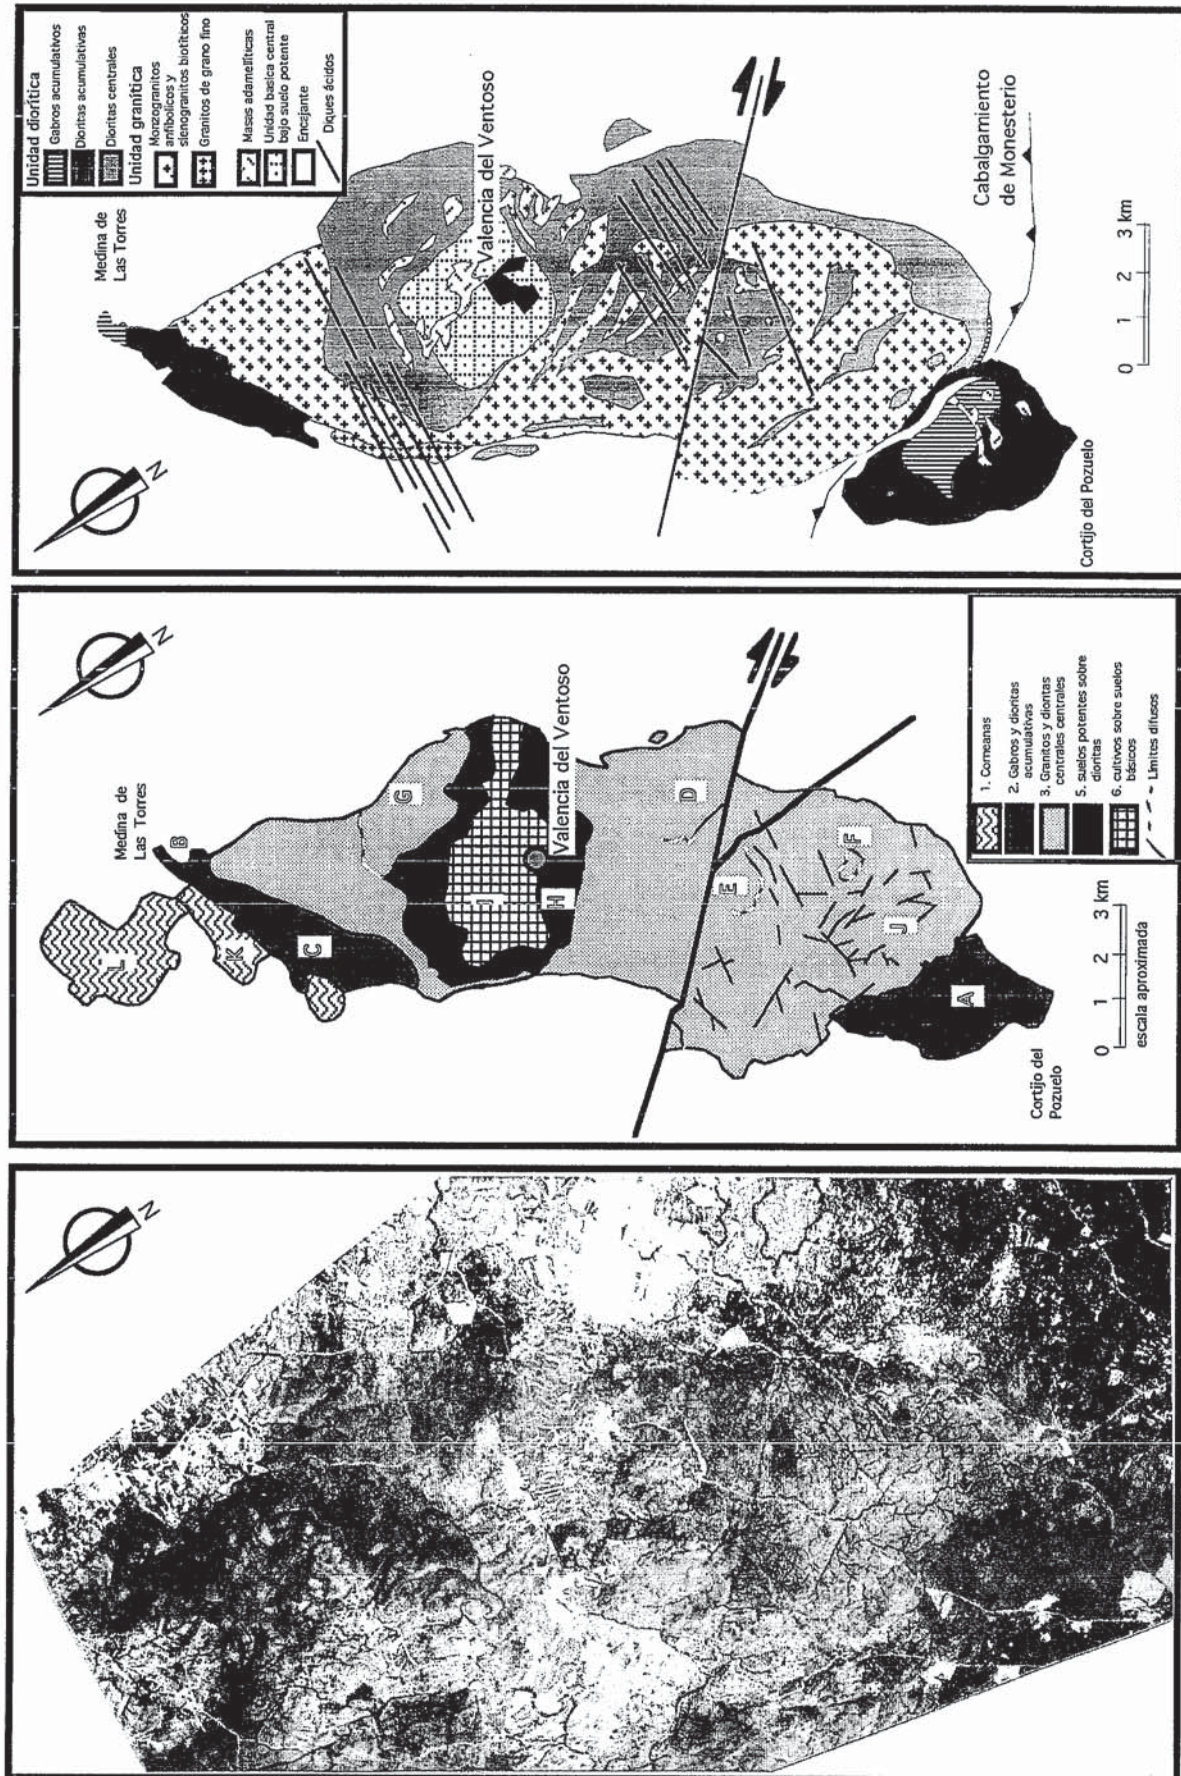 Unidad diorítica
Gabros acumulativos
Dioritas acumulativas
Dioritas centrales
Unidad granítica
Monzogranitos
anfibolicos y
sienogranitos biotíticos
Granitos de grano fino
Masas adamellíticas
Unidad basica central
bajo suelo potente
Encajante
Diques ácidos
Medina de
Las Torres
Valencia del Ventoso
N
Cabalgamiento
de Monesterio
Cortijo del Pozuelo
0 1 2 3 km
N
Medina de
Las Torres
B
L
K
C
G
I
H
Valencia del Ventoso
D
E
F
J
A
Cortijo del
Pozuelo
0 1 2 3 km
escala aproximada
1. Corneanas
2. Gabros y dioritas
acumulativas
3. Granitos y dioritas
centrales centrales
5. suelos potentes sobre
dioritas
6. cultivos sobre suelos
básicos
Límites difusos
N